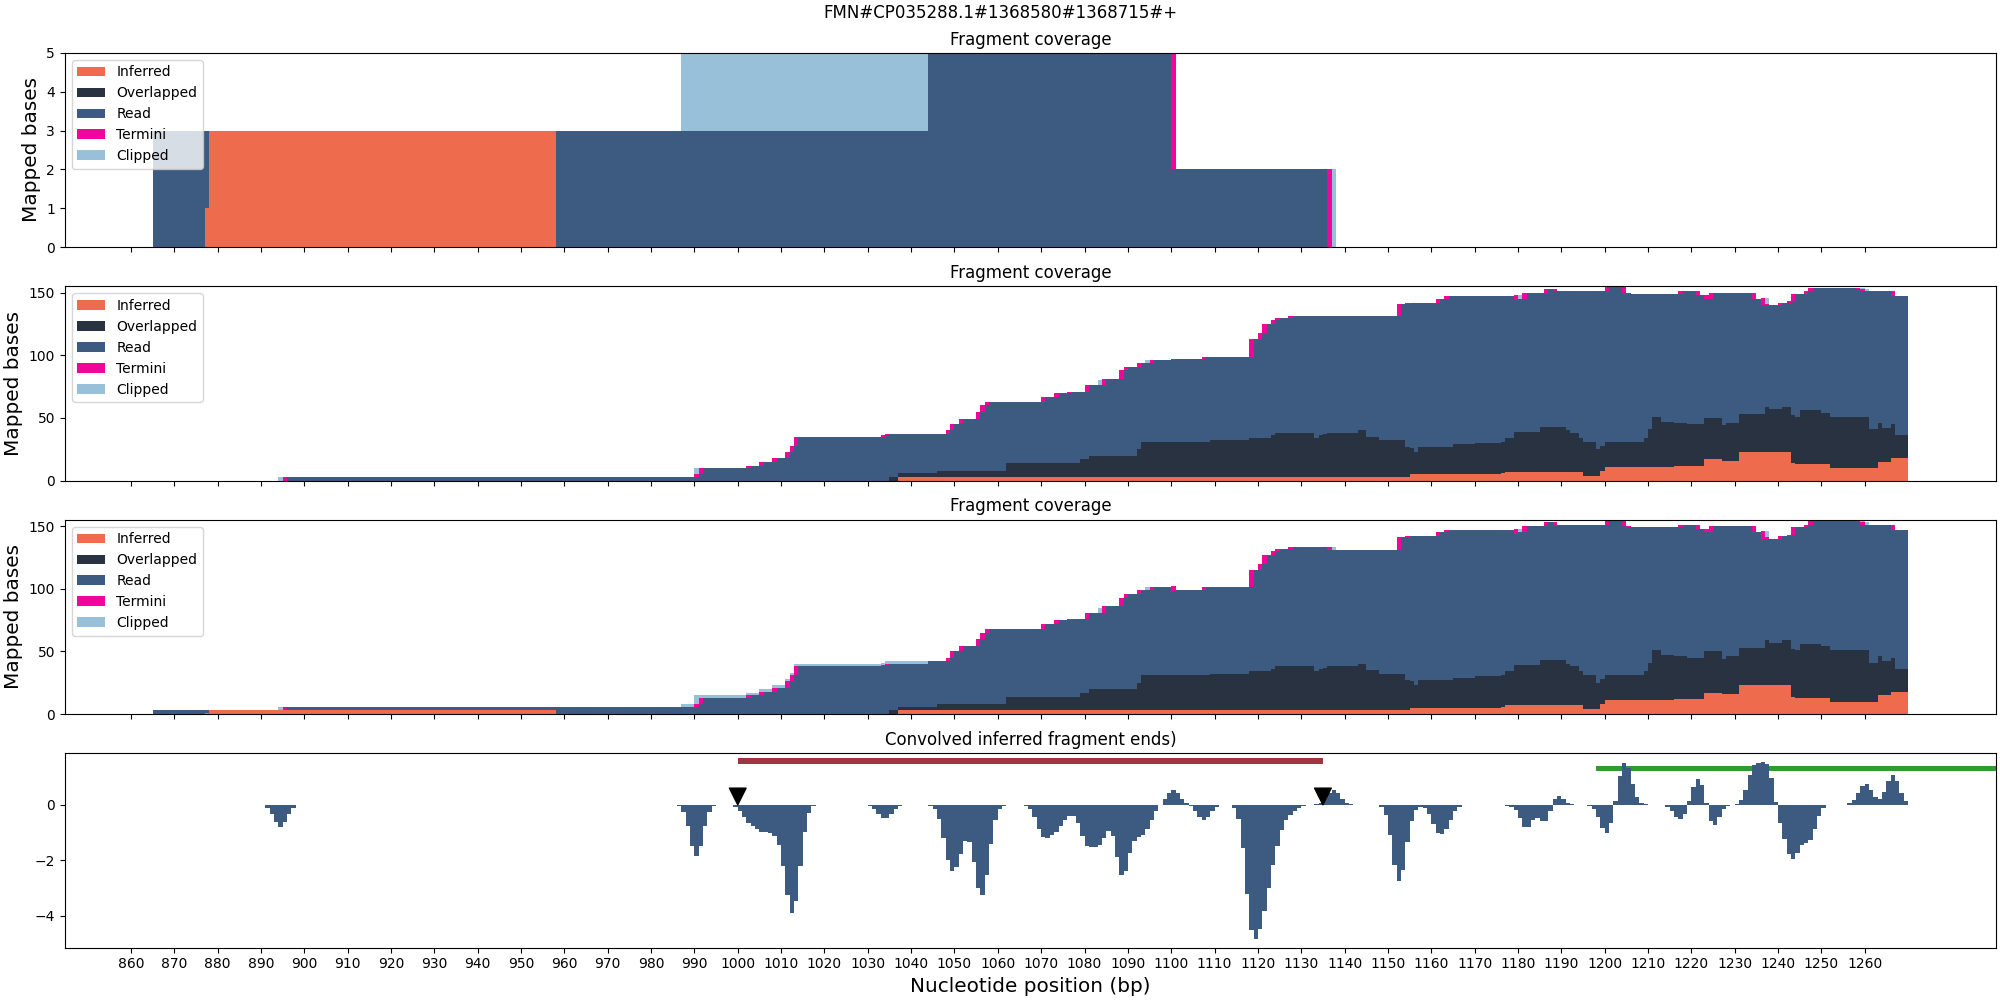 FMN#CP035288.1#1368580#1368715#+
Fragment coverage
Mapped bases
5
4
3
2
1
0
Inferred
Overlapped
Read
Termini
Clipped
Fragment coverage
Mapped bases
150
100
50
0
Inferred
Overlapped
Read
Termini
Clipped
Fragment coverage
Mapped bases
150
100
50
0
Inferred
Overlapped
Read
Termini
Clipped
Convolved inferred fragment ends)
0
−2
−4
860 870 880 890 900 910 920 930 940 950 960 970 980 990 1000 1010 1020 1030 1040 1050 1060 1070 1080 1090 1100 1110 1120 1130 1140 1150 1160 1170 1180 1190 1200 1210 1220 1230 1240 1250 1260
Nucleotide position (bp)